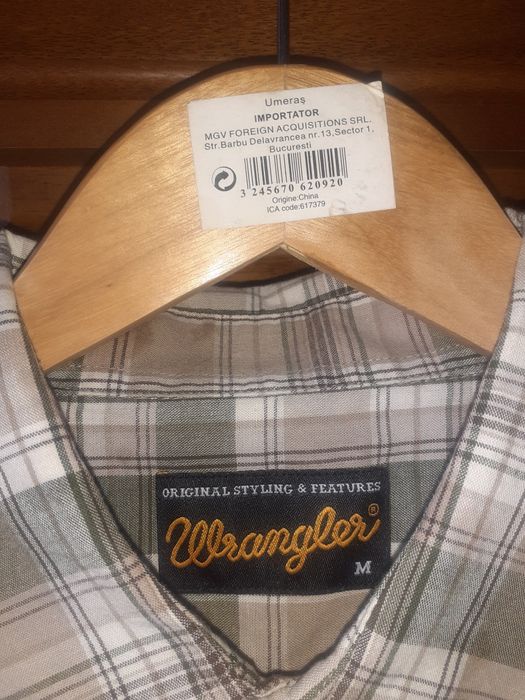 Umeraș
IMPORTATOR
MGV FOREIGN ACQUISITIONS SRL.
Str.Barbu Delavrancea nr.13,Sector 1,
Bucuresti
3 245670 620920
Origine:China
ICA code:617379
ORIGINAL STYLING & FEATURES
Wrangler®
M